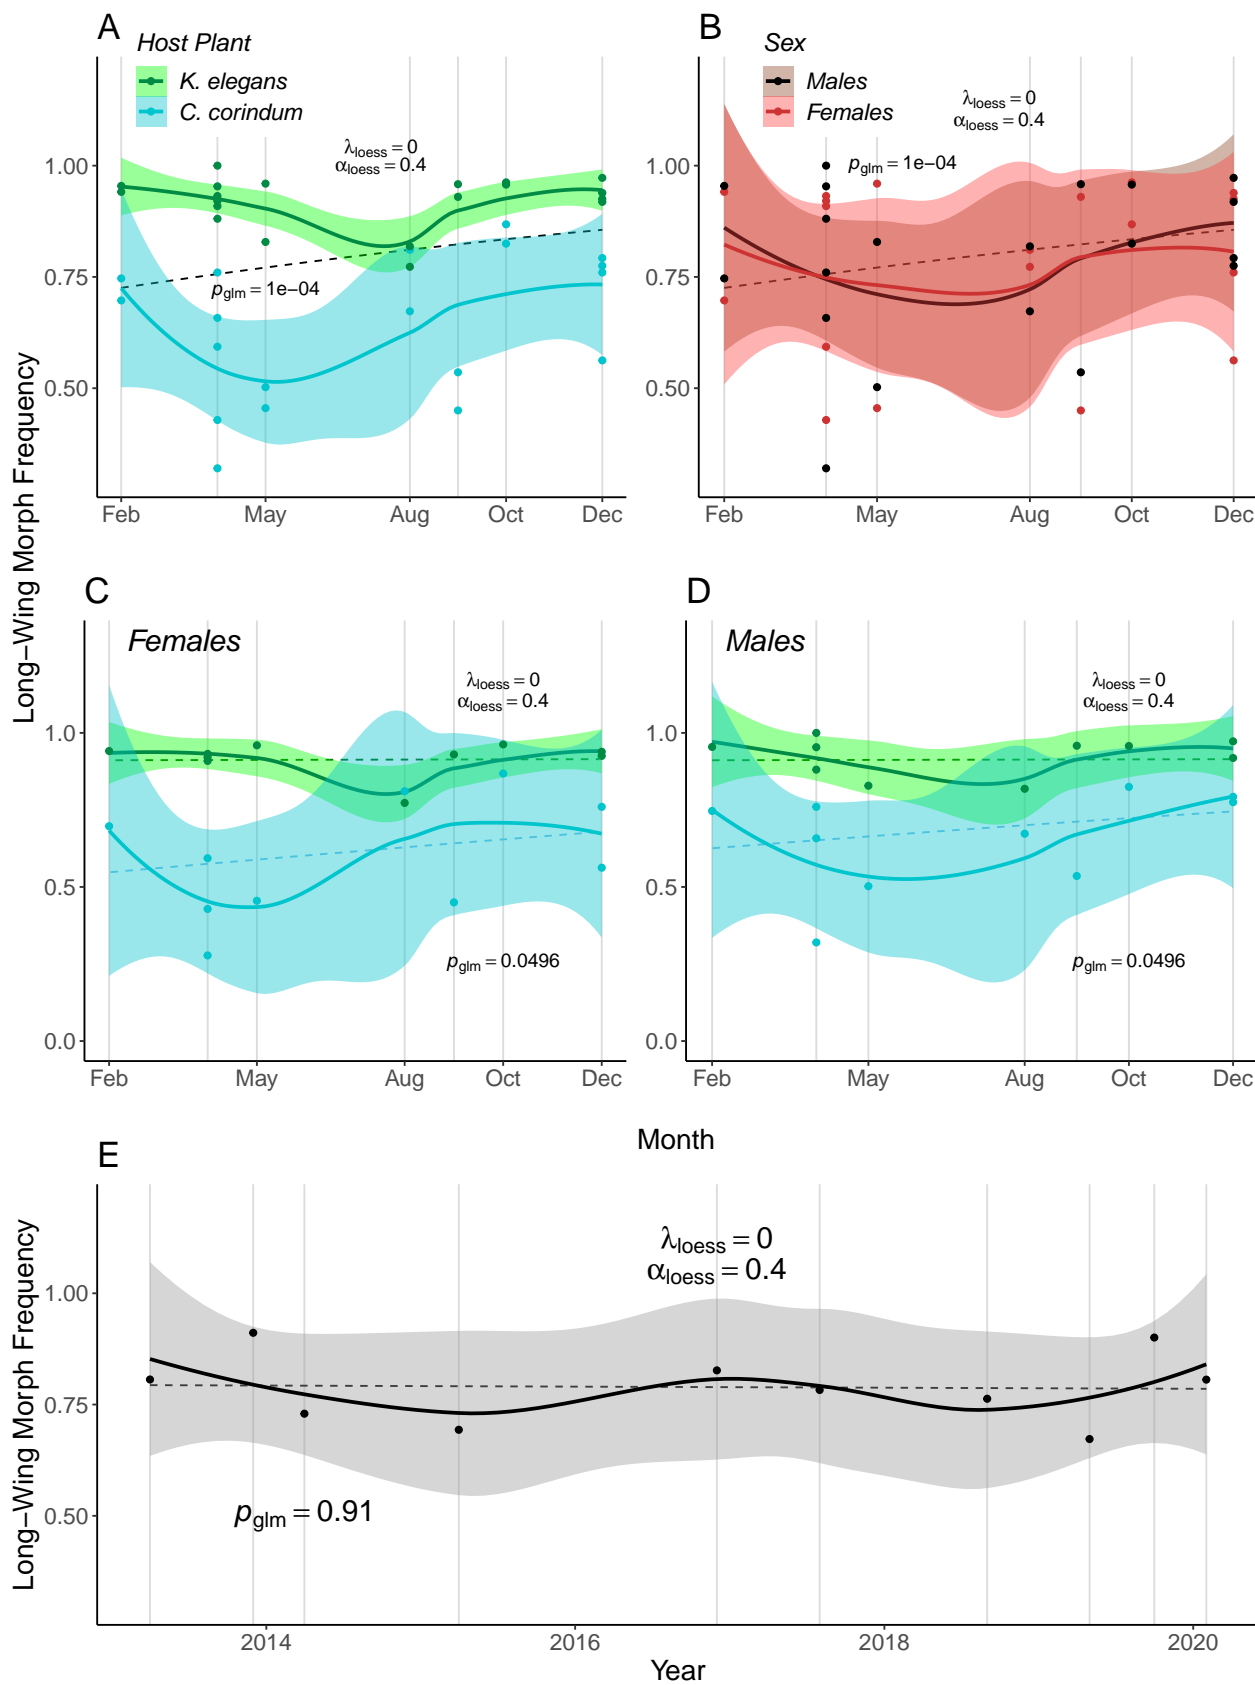 A
Host Plant
K. elegans
C. corindum
λloess = 0
αloess = 0.4
pglm = 1e−04
1.00
0.75
0.50
Feb
May
Aug
Oct
Dec
B
Sex
Males
Females
λloess = 0
αloess = 0.4
pglm = 1e−04
1.00
0.75
0.50
Feb
May
Aug
Oct
Dec
Long−Wing Morph Frequency
C
Females
λloess = 0
αloess = 0.4
pglm = 0.0496
1.0
0.5
0.0
Feb
May
Aug
Oct
Dec
D
Males
λloess = 0
αloess = 0.4
pglm = 0.0496
1.0
0.5
0.0
Feb
May
Aug
Oct
Dec
Month
E
Long−Wing Morph Frequency
λloess = 0
αloess = 0.4
pglm = 0.91
1.00
0.75
0.50
2014
2016
2018
2020
Year